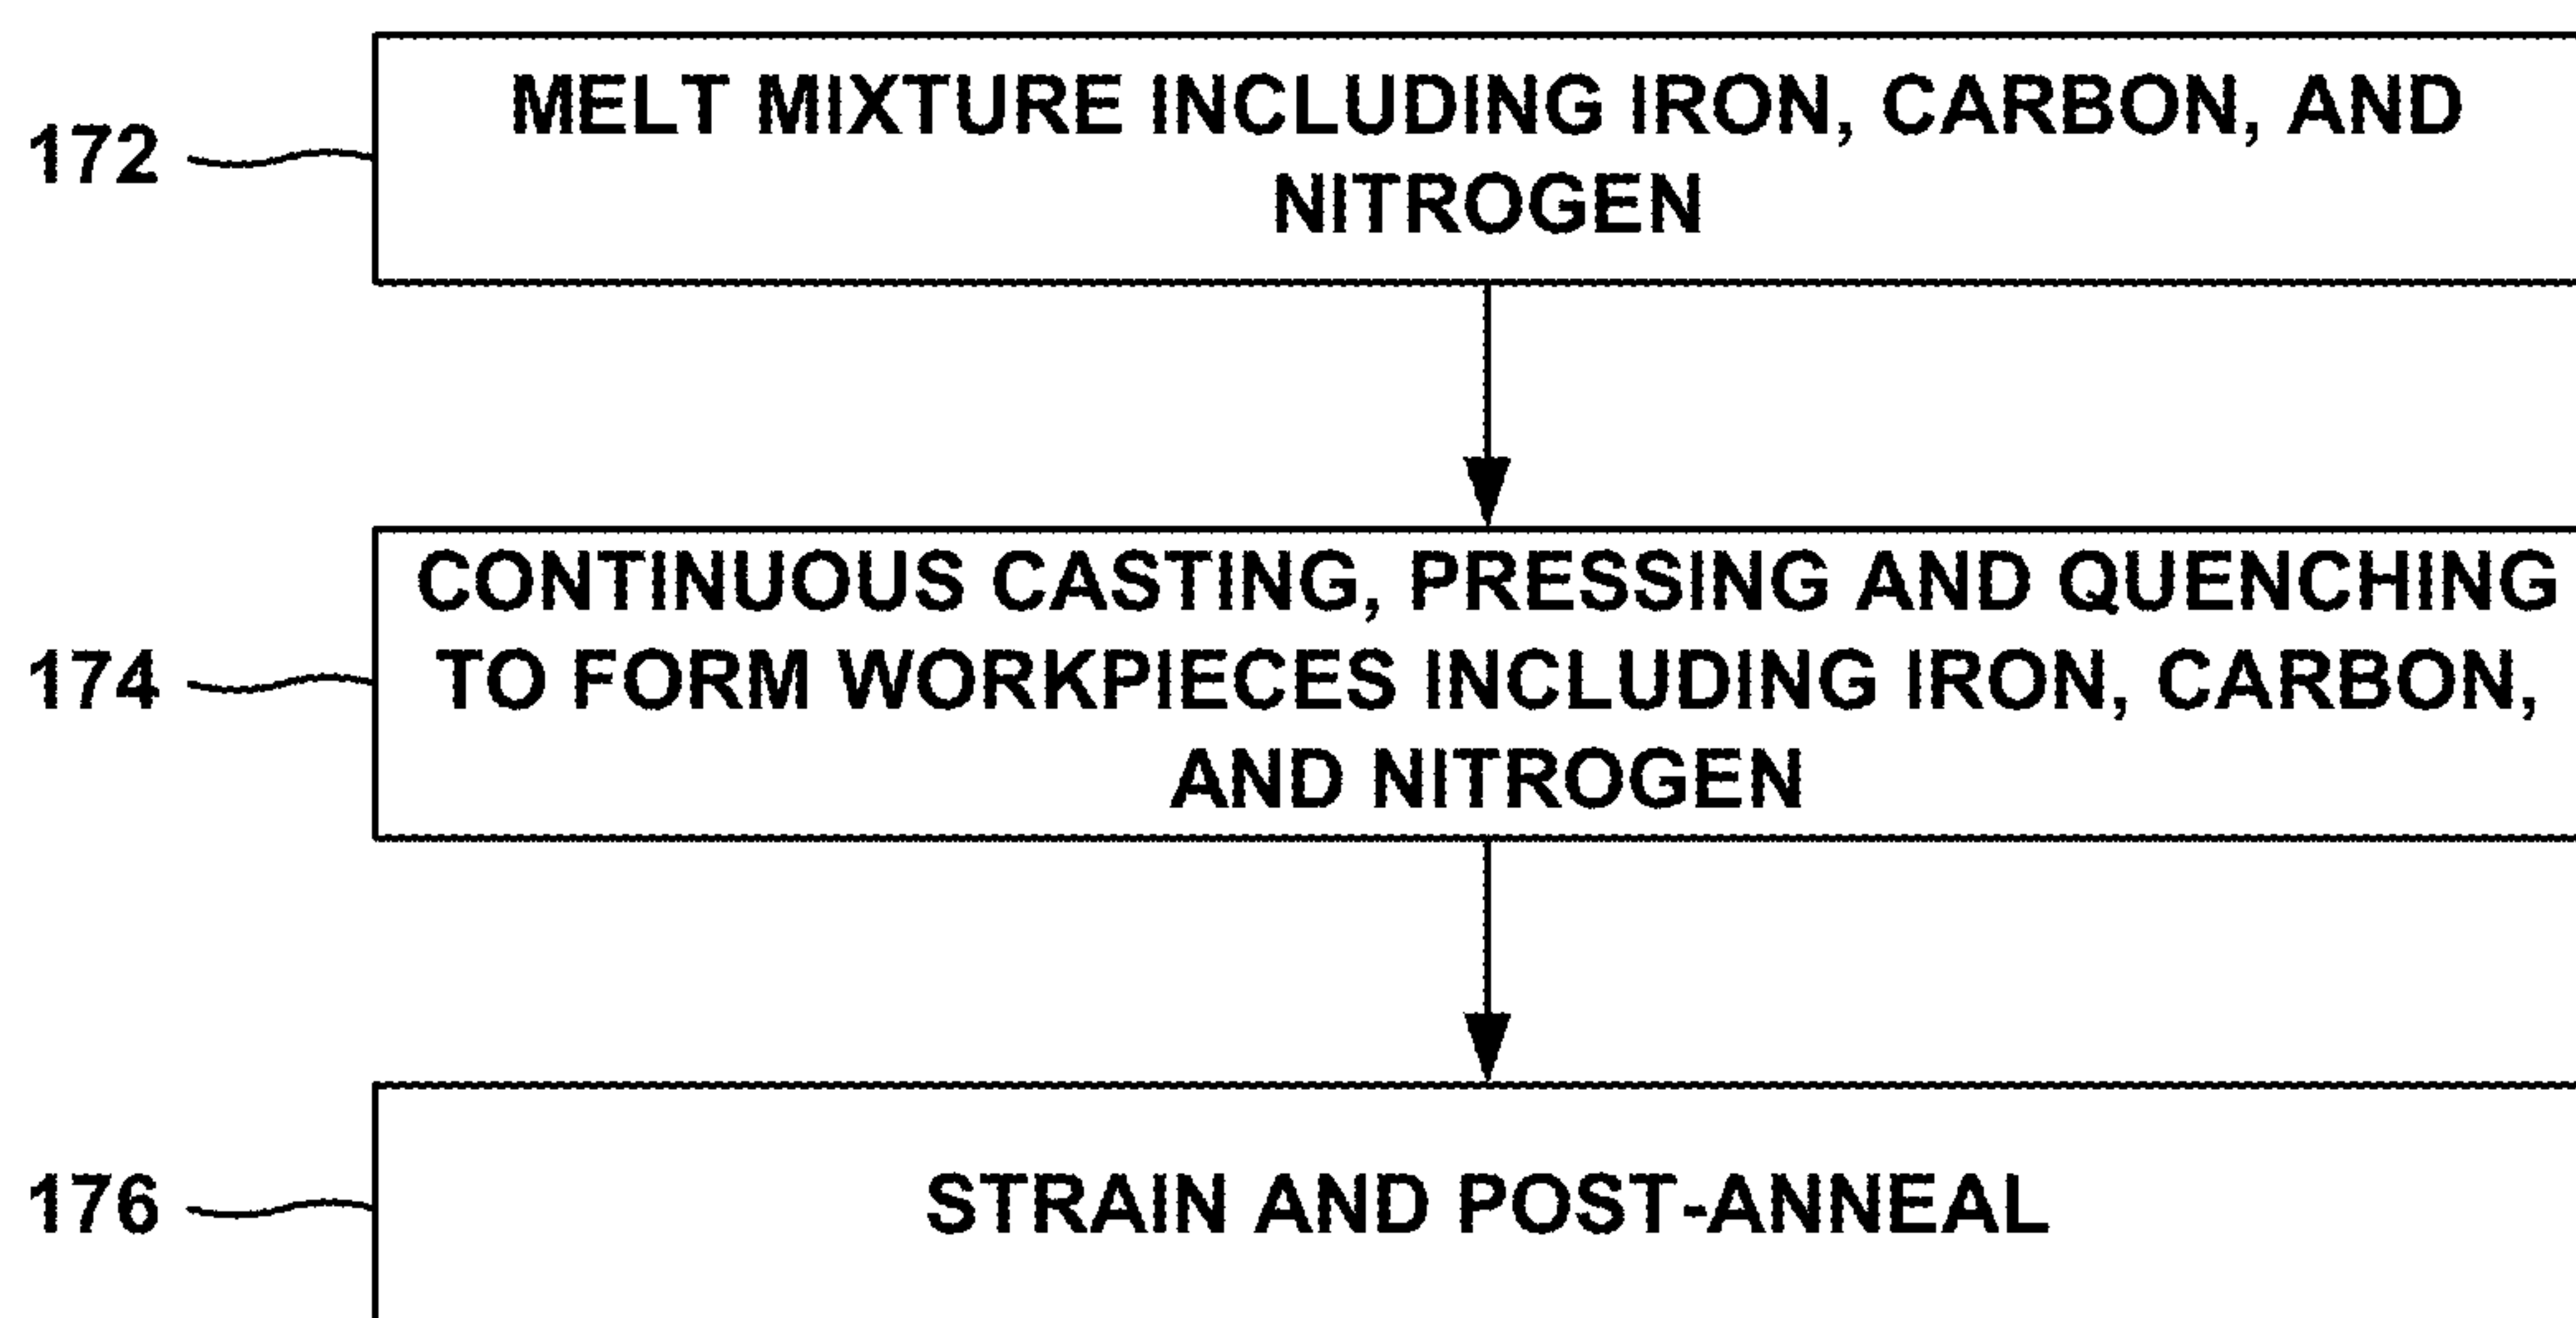 MELT MIXTURE INCLUDING IRON, CARBON, AND
172
NITROGEN
CONTINUOUS CASTING, PRESSING AND QUENCHING
174
TO FORM WORKPIECES INCLUDING IRON, CARBON,
AND NITROGEN
176
STRAIN AND POST-ANNEAL